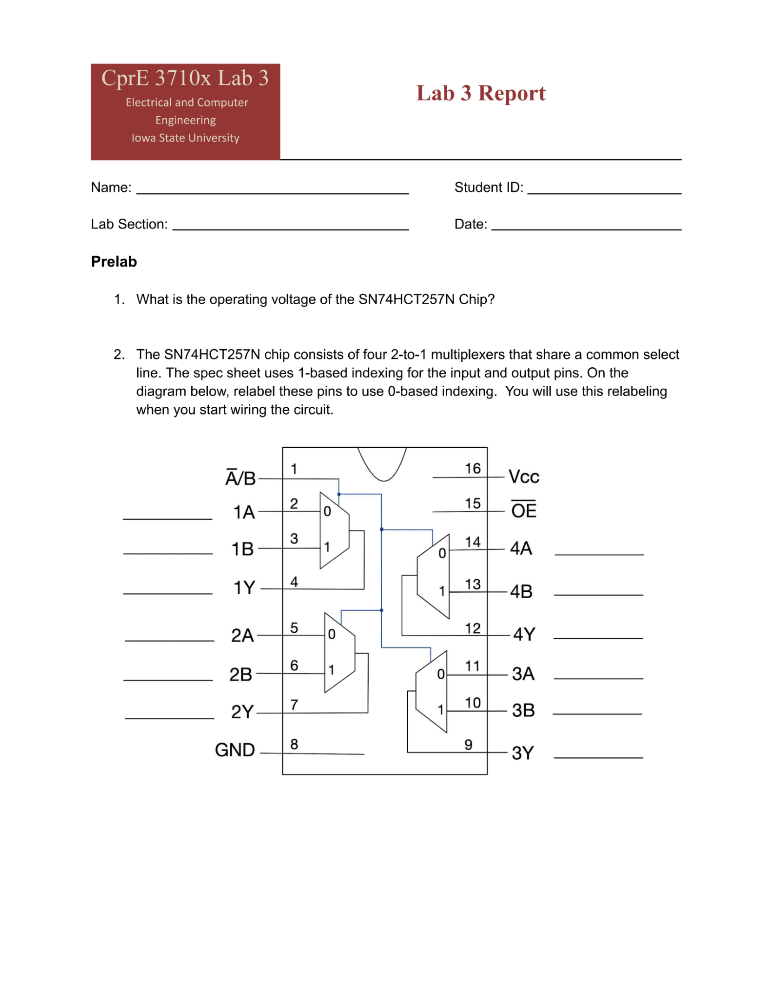 CprE 3710x Lab 3
Electrical and Computer
Engineering
Iowa State University
Lab 3 Report
Name:
Student ID:
Lab Section:
Date:
Prelab
1. What is the operating voltage of the SN74HCT257N Chip?
2. The SN74HCT257N chip consists of four 2-to-1 multiplexers that share a common select
line. The spec sheet uses 1-based indexing for the input and output pins. On the
diagram below, relabel these pins to use 0-based indexing. You will use this relabeling
when you start wiring the circuit.
A̅/B 1
16 Vcc
1A 2 0
15 O̅E̅
1B 3 1
0 14 4A
1Y 4
1 13 4B
2A 5 0
12 4Y
2B 6 1
0 11 3A
2Y 7
1 10 3B
GND 8
9 3Y